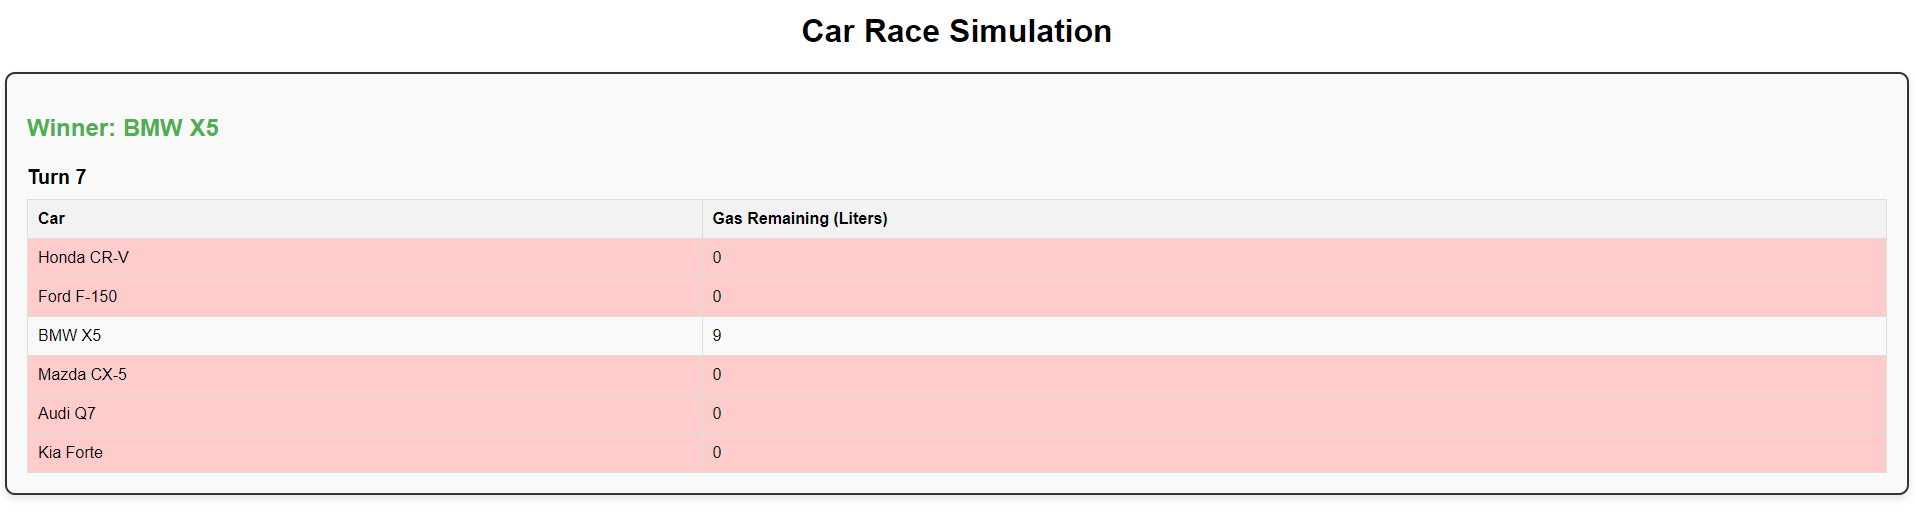 Car Race Simulation
Winner: BMW X5
Turn 7
Car Gas Remaining (Liters)
Honda CR-V 0
Ford F-150 0
BMW X5 9
Mazda CX-5 0
Audi Q7 0
Kia Forte 0